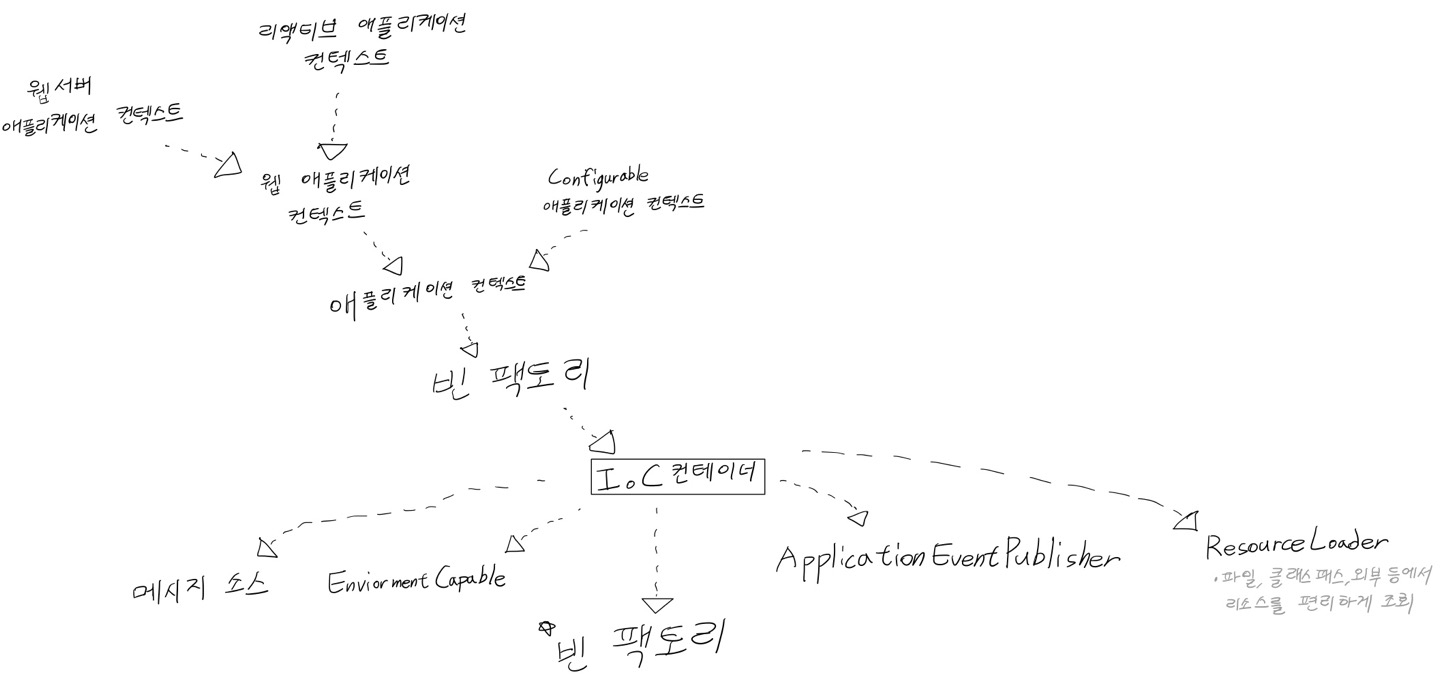 리액티브 애플리케이션
컨텍스트
웹서버
애플리케이션 컨텍스트
웹 애플리케이션
컨텍스트
Configurable
애플리케이션 컨텍스트
애플리케이션 컨텍스트
빈 팩토리
IoC 컨테이너
메시지 소스
EnviormentCapable
ApplicationEventPublisher
ResourceLoader
· 파일, 클래스패스, 외부 등에서
리소스를 편리하게 조회
빈 팩토리